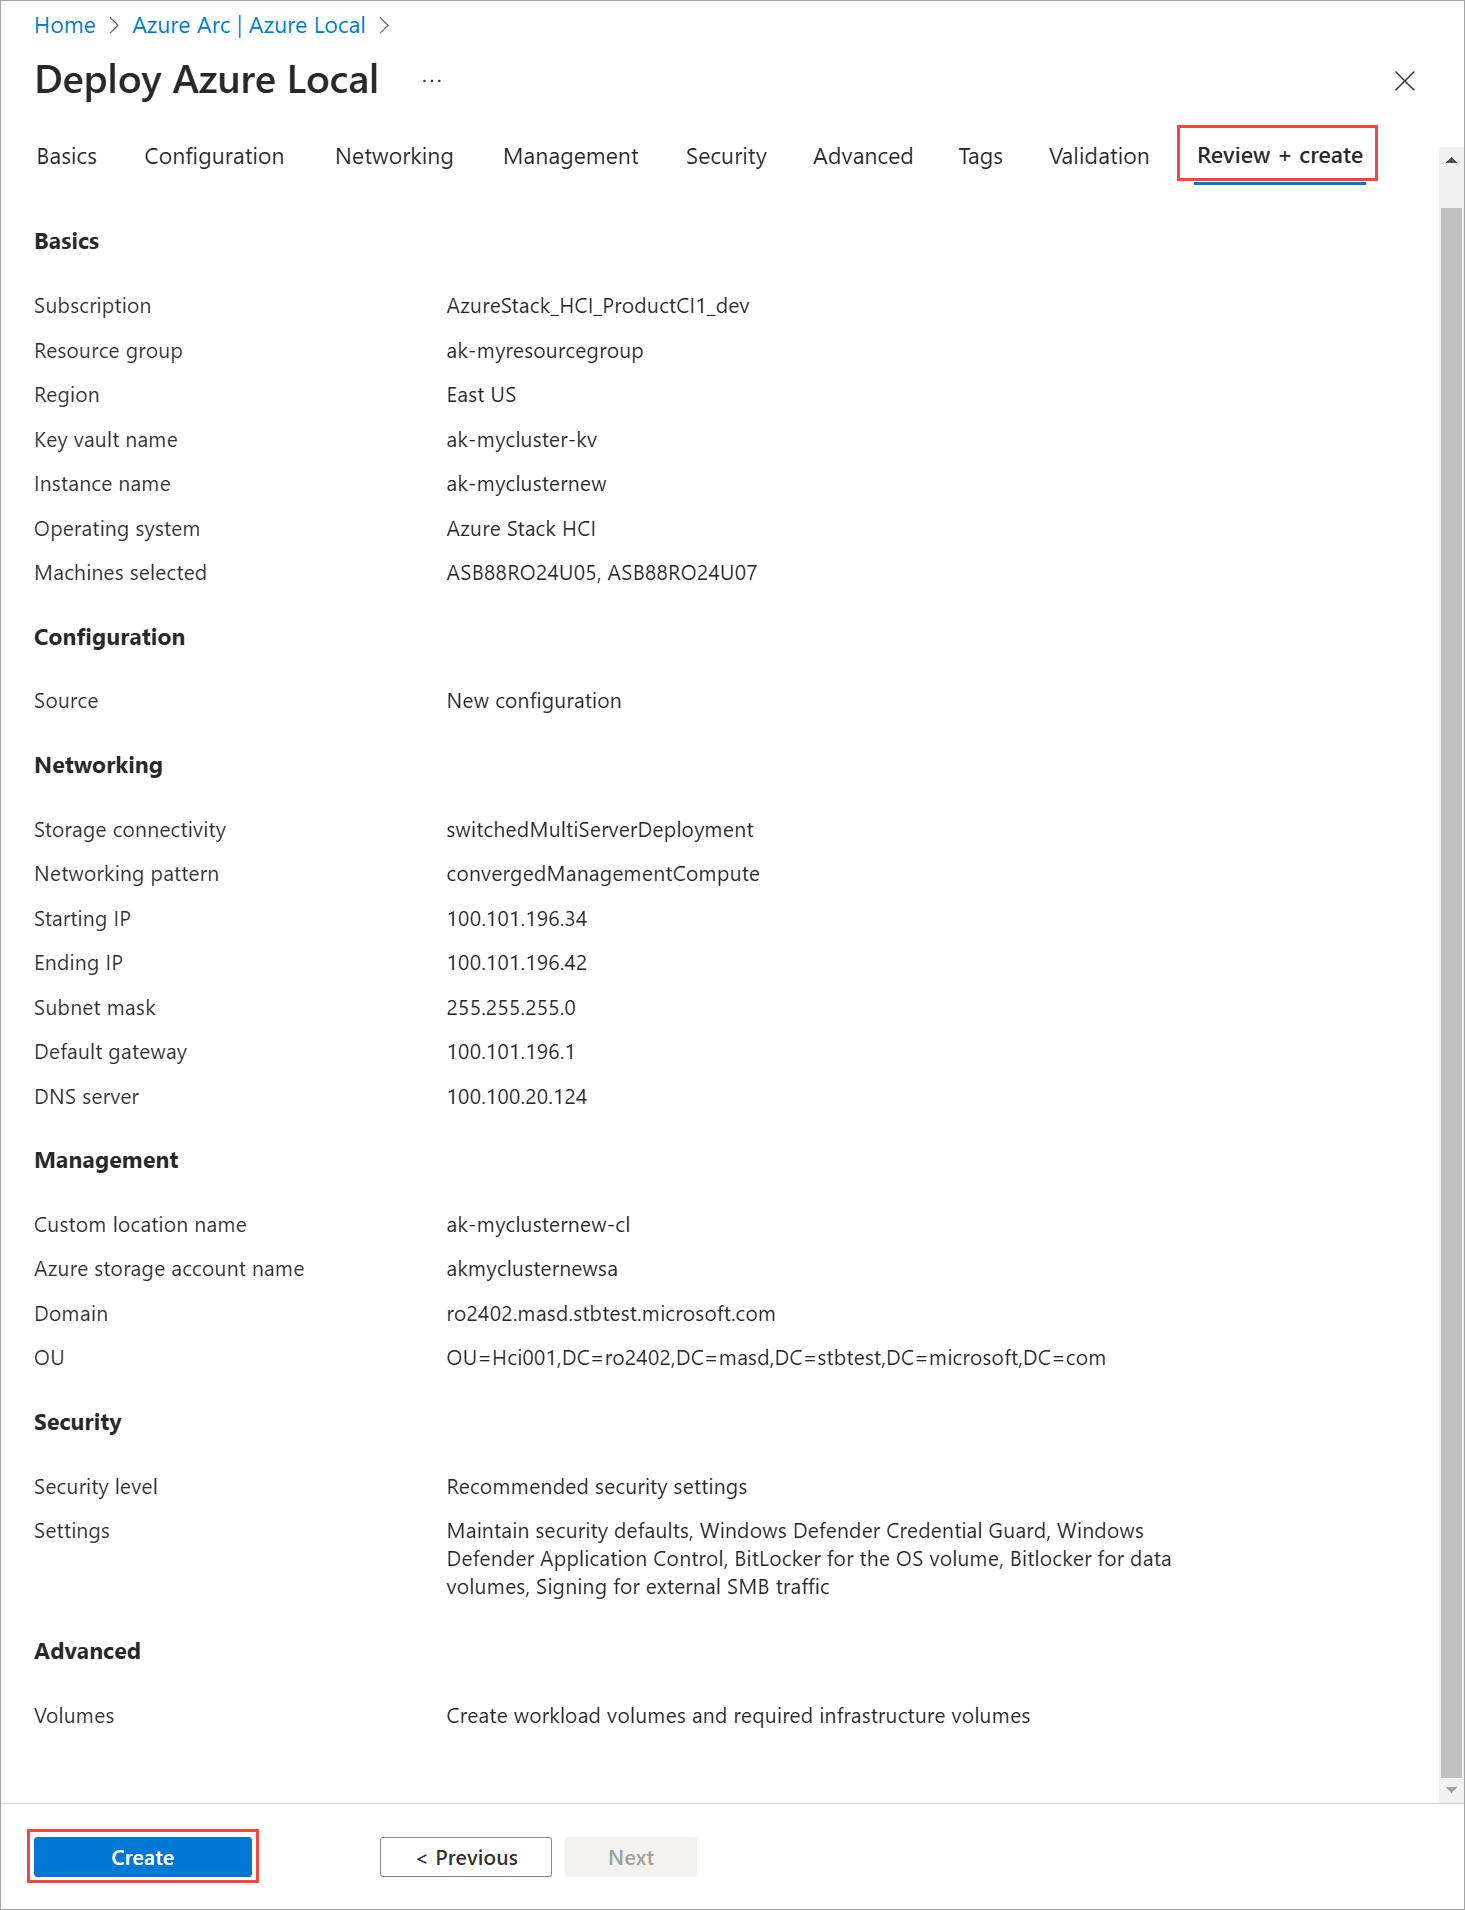 Home > Azure Arc | Azure Local >
Deploy Azure Local ...
Basics Configuration Networking Management Security Advanced Tags Validation Review + create
Basics
Subscription AzureStack_HCI_ProductCI1_dev
Resource group ak-myresourcegroup
Region East US
Key vault name ak-mycluster-kv
Instance name ak-myclusternew
Operating system Azure Stack HCI
Machines selected ASB88RO24U05, ASB88RO24U07
Configuration
Source New configuration
Networking
Storage connectivity switchedMultiServerDeployment
Networking pattern convergedManagementCompute
Starting IP 100.101.196.34
Ending IP 100.101.196.42
Subnet mask 255.255.255.0
Default gateway 100.101.196.1
DNS server 100.100.20.124
Management
Custom location name ak-myclusternew-cl
Azure storage account name akmyclusternewsa
Domain ro2402.masd.stbtest.microsoft.com
OU OU=Hci001,DC=ro2402,DC=masd,DC=stbtest,DC=microsoft,DC=com
Security
Security level Recommended security settings
Settings Maintain security defaults, Windows Defender Credential Guard, Windows
Defender Application Control, BitLocker for the OS volume, Bitlocker for data
volumes, Signing for external SMB traffic
Advanced
Volumes Create workload volumes and required infrastructure volumes
Create < Previous Next